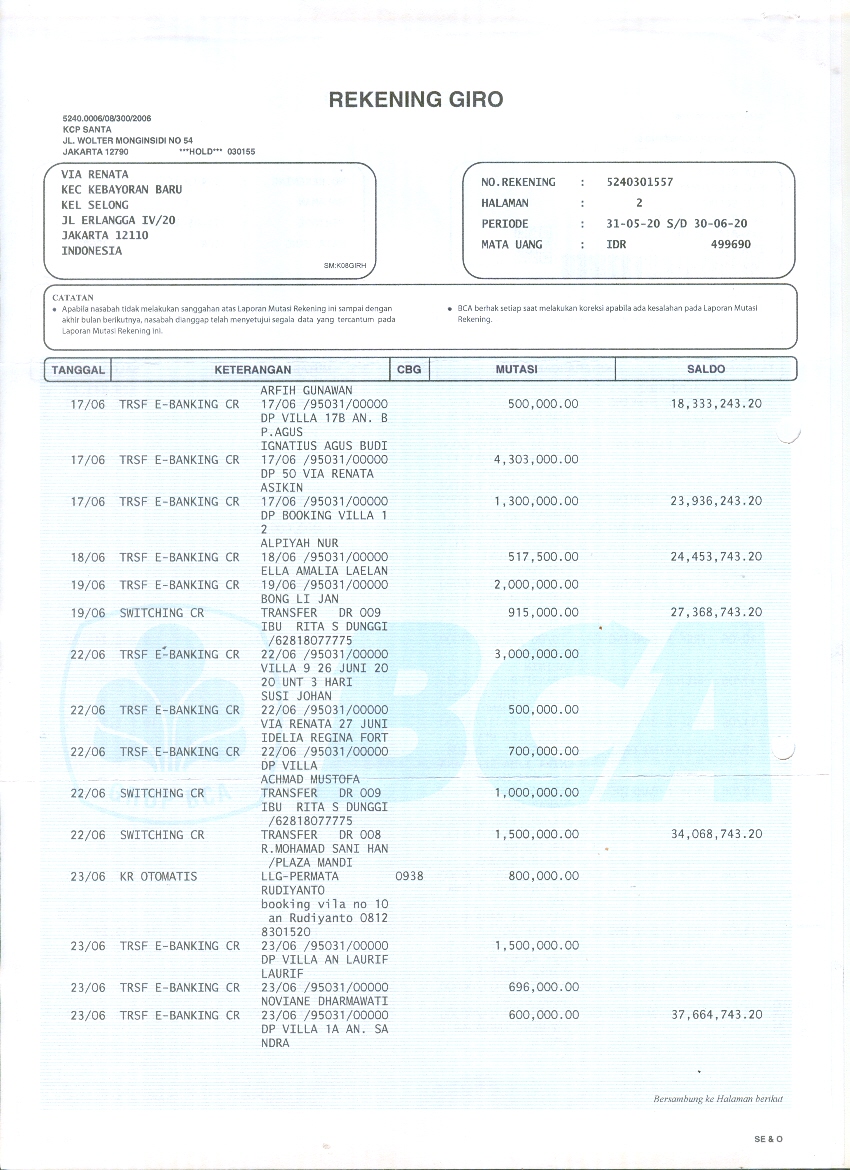 REKENING GIRO
5240.0006/08/300/2006
KCP SANTA
JL. WOLTER MONGINSIDI NO 54
JAKARTA 12790 ***HOLD*** 030155
VIA RENATA
KEC KEBAYORAN BARU
KEL SELONG
JL ERLANGGA IV/20
JAKARTA 12110
INDONESIA
SM:K08GIRH
NO.REKENING : 5240301557
HALAMAN : 2
PERIODE : 31-05-20 S/D 30-06-20
MATA UANG : IDR 499690
CATATAN
• Apabila nasabah tidak melakukan sanggahan atas Laporan Mutasi Rekening ini sampai dengan
akhir bulan berikutnya, nasabah dianggap telah menyetujui segala data yang tercantum pada
Laporan Mutasi Rekening ini.
• BCA berhak setiap saat melakukan koreksi apabila ada kesalahan pada Laporan Mutasi
Rekening.
TANGGAL KETERANGAN CBG MUTASI SALDO
ARFIH GUNAWAN
17/06 TRSF E-BANKING CR 17/06 /95031/00000 500,000.00 18,333,243.20
DP VILLA 17B AN. B
P.AGUS
IGNATIUS AGUS BUDI
17/06 TRSF E-BANKING CR 17/06 /95031/00000 4,303,000.00
DP 50 VIA RENATA
ASIKIN
17/06 TRSF E-BANKING CR 17/06 /95031/00000 1,300,000.00 23,936,243.20
DP BOOKING VILLA 1
2
ALPIYAH NUR
18/06 TRSF E-BANKING CR 18/06 /95031/00000 517,500.00 24,453,743.20
ELLA AMALIA LAELAN
19/06 TRSF E-BANKING CR 19/06 /95031/00000 2,000,000.00
BONG LI JAN
19/06 SWITCHING CR TRANSFER DR 009 915,000.00 27,368,743.20
IBU RITA S DUNGGI
/62818077775
22/06 TRSF E-BANKING CR 22/06 /95031/00000 3,000,000.00
VILLA 9 26 JUNI 20
20 UNT 3 HARI
SUSI JOHAN
22/06 TRSF E-BANKING CR 22/06 /95031/00000 500,000.00
VIA RENATA 27 JUNI
IDELIA REGINA FORT
22/06 TRSF E-BANKING CR 22/06 /95031/00000 700,000.00
DP VILLA
ACHMAD MUSTOFA
22/06 SWITCHING CR TRANSFER DR 009 1,000,000.00
IBU RITA S DUNGGI
/62818077775
22/06 SWITCHING CR TRANSFER DR 008 1,500,000.00 34,068,743.20
R.MOHAMAD SANI HAN
/PLAZA MANDI
23/06 KR OTOMATIS LLG-PERMATA 0938 800,000.00
RUDIYANTO
booking vila no 10
an Rudiyanto 0812
8301520
23/06 TRSF E-BANKING CR 23/06 /95031/00000 1,500,000.00
DP VILLA AN LAURIF
LAURIF
23/06 TRSF E-BANKING CR 23/06 /95031/00000 696,000.00
NOVIANE DHARMAWATI
23/06 TRSF E-BANKING CR 23/06 /95031/00000 600,000.00 37,664,743.20
DP VILLA 1A AN. SA
NDRA
BCA
Bersambung ke Halaman berikut
SE & O